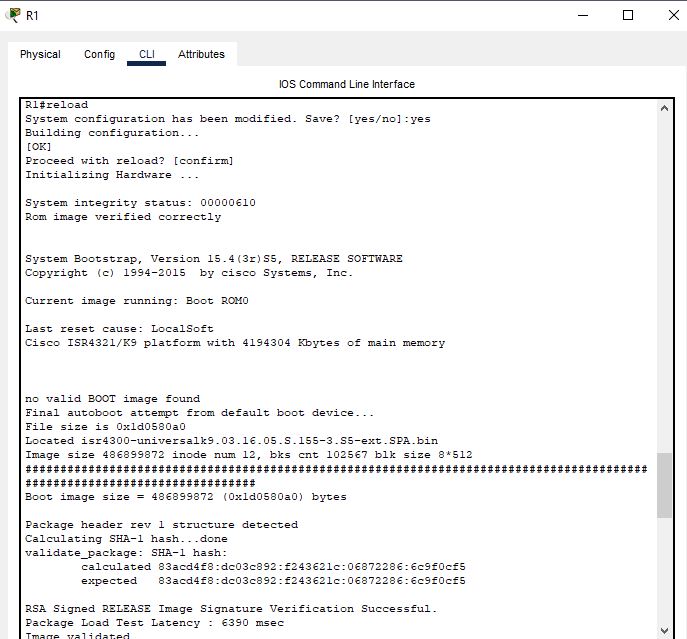 R1
Physical Config CLI Attributes
IOS Command Line Interface
R1#reload
System configuration has been modified. Save? [yes/no]:yes
Building configuration...
[OK]
Proceed with reload? [confirm]
Initializing Hardware ...
System integrity status: 00000610
Rom image verified correctly
System Bootstrap, Version 15.4(3r)S5, RELEASE SOFTWARE
Copyright (c) 1994-2015  by cisco Systems, Inc.
Current image running: Boot ROM0
Last reset cause: LocalSoft
Cisco ISR4321/K9 platform with 4194304 Kbytes of main memory
no valid BOOT image found
Final autoboot attempt from default boot device...
File size is 0x1d0580a0
Located isr4300-universalk9.03.16.05.S.155-3.S5-ext.SPA.bin
Image size 486899872 inode num 12, bks cnt 102567 blk size 8*512
#########################################################################################
#################################
Boot image size = 486899872 (0x1d0580a0) bytes
Package header rev 1 structure detected
Calculating SHA-1 hash...done
validate_package: SHA-1 hash:
calculated 83acd4f8:dc03c892:f243621c:06872286:6c9f0cf5
expected   83acd4f8:dc03c892:f243621c:06872286:6c9f0cf5
RSA Signed RELEASE Image Signature Verification Successful.
Package Load Test Latency : 6390 msec
Image validated